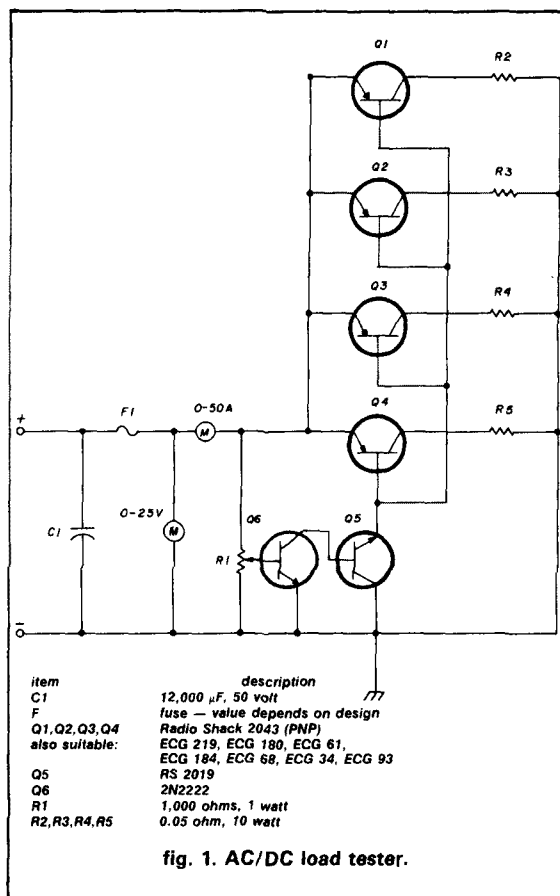 Q1
R2
Q2
R3
Q3
R4
Q4
R5
+
F1
0-50A
M
C1
0-25V
M
R1
Q6
Q5
−
item description
C1 12,000 μF, 50 volt
F fuse — value depends on design
Q1,Q2,Q3,Q4 Radio Shack 2043 (PNP)
also suitable: ECG 219, ECG 180, ECG 61,
ECG 184, ECG 68, ECG 34, ECG 93
Q5 RS 2019
Q6 2N2222
R1 1,000 ohms, 1 watt
R2,R3,R4,R5 0.05 ohm, 10 watt
fig. 1. AC/DC load tester.